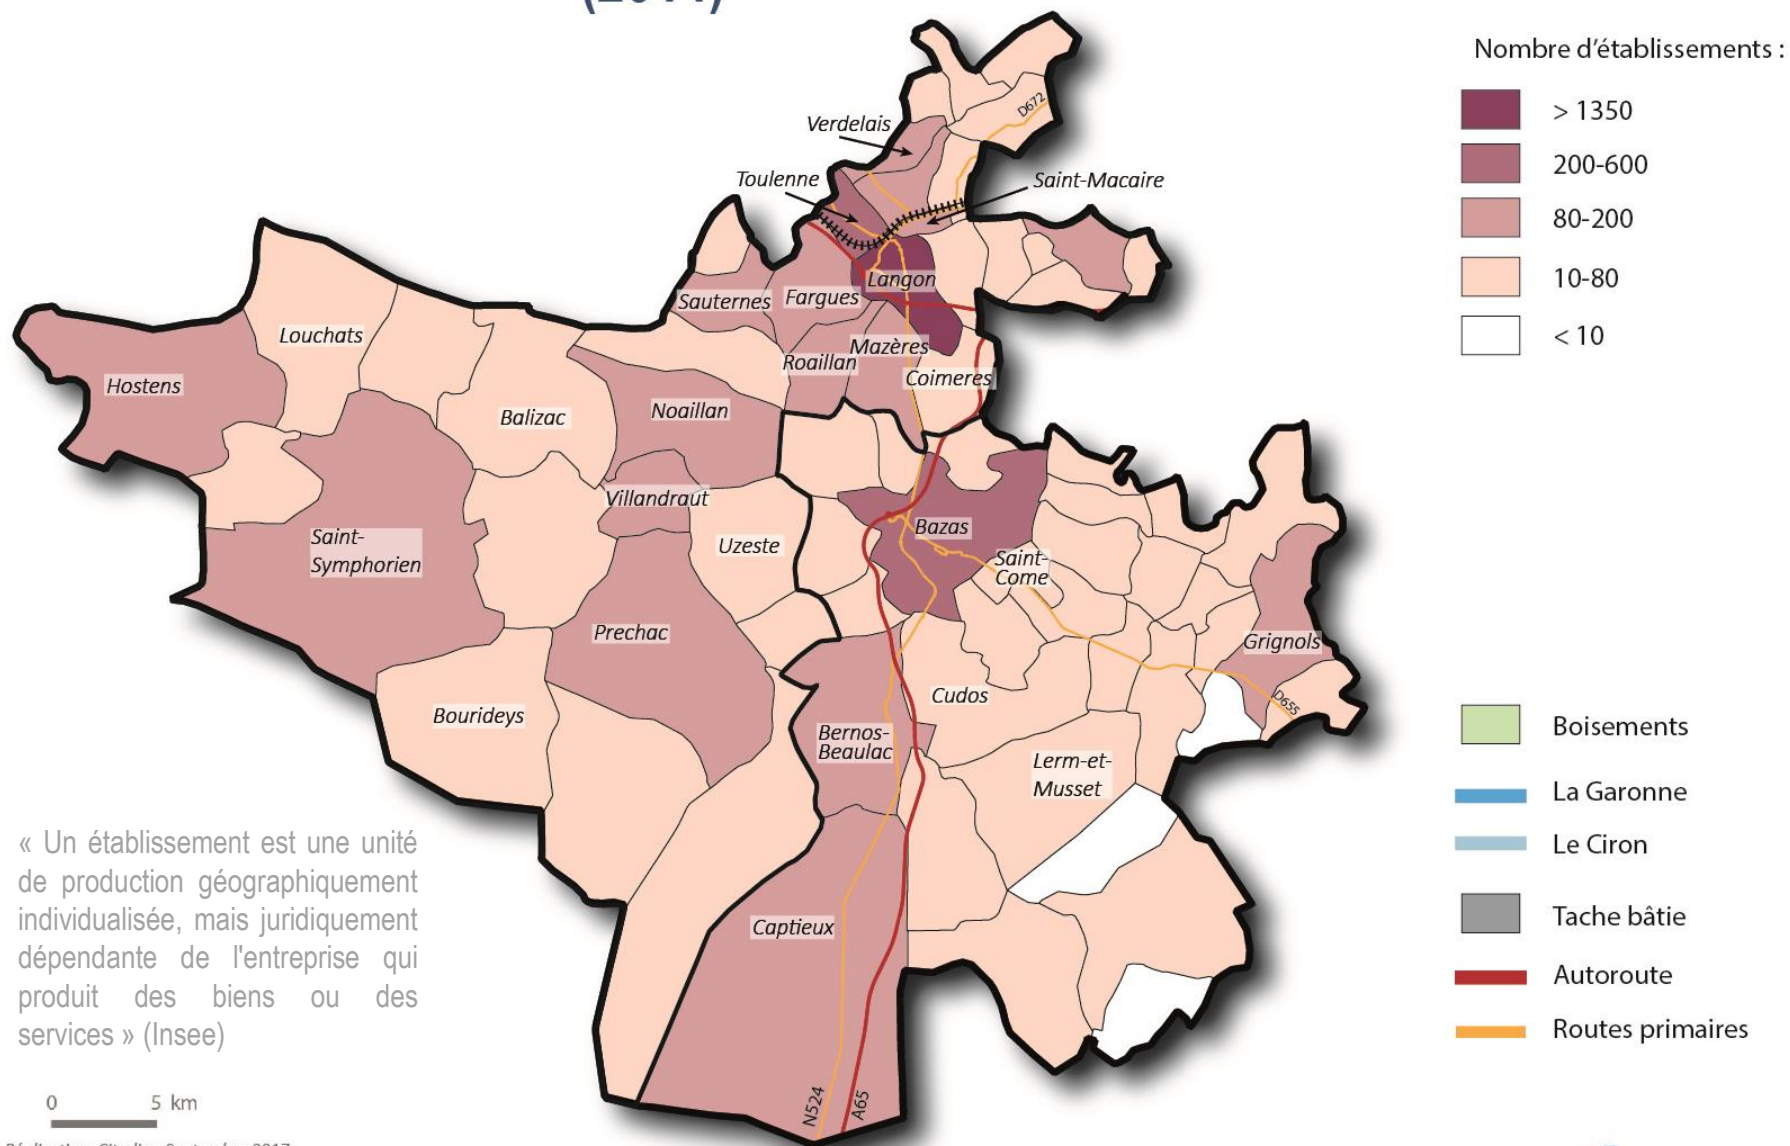 Nombre d'établissements :
> 1350
200-600
80-200
10-80
< 10
Verdelais
D672
Toulenne
Saint-Macaire
Langon
Sauternes
Fargues
Louchats
Mazères
Roaillan
Coimeres
Hostens
Balizac
Noaillan
Villandraut
Bazas
Saint-
Symphorien
Uzeste
Saint-
Come
Prechac
Grignols
Cudos
D655
Bourideys
Bernos-
Beaulac
Lerm-et-
Musset
Captieux
N524
A65
Boisements
La Garonne
Le Ciron
Tache bâtie
Autoroute
Routes primaires
« Un établissement est une unité
de production géographiquement
individualisée, mais juridiquement
dépendante de l'entreprise qui
produit des biens ou des
services » (Insee)
0 5 km